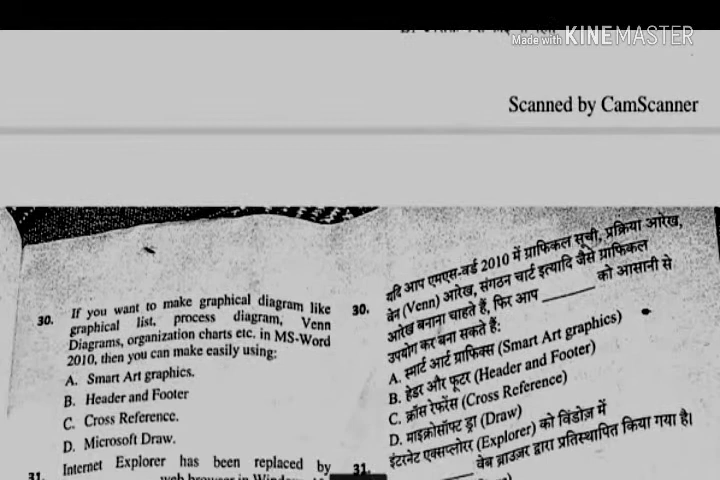 Made with KINEMASTER
Scanned by CamScanner
30. If you want to make graphical diagram like
graphical list, process diagram, Venn
Diagrams, organization charts etc. in MS-Word
2010, then you can make easily using:
A. Smart Art graphics.
B. Header and Footer
C. Cross Reference.
D. Microsoft Draw.
31. Internet Explorer has been replaced by
web browser in
30. यदि आप एमएस-वर्ड 2010 में ग्राफिकल सूची, प्रक्रिया आरेख,
वेन (Venn) आरेख, संगठन चार्ट इत्यादि जैसे ग्राफिकल
आरेख बनाना चाहते हैं, फिर आप ________ को आसानी से
उपयोग कर बना सकते हैं:
A. स्मार्ट आर्ट ग्राफिक्स (Smart Art graphics)
B. हेडर और फूटर (Header and Footer)
C. क्रॉस रेफरेंस (Cross Reference)
D. माइक्रोसॉफ्ट ड्रा (Draw)
31. इंटरनेट एक्सप्लोरर (Explorer) को विंडोज़ में
________ वेब ब्राउज़र द्वारा प्रतिस्थापित किया गया है।